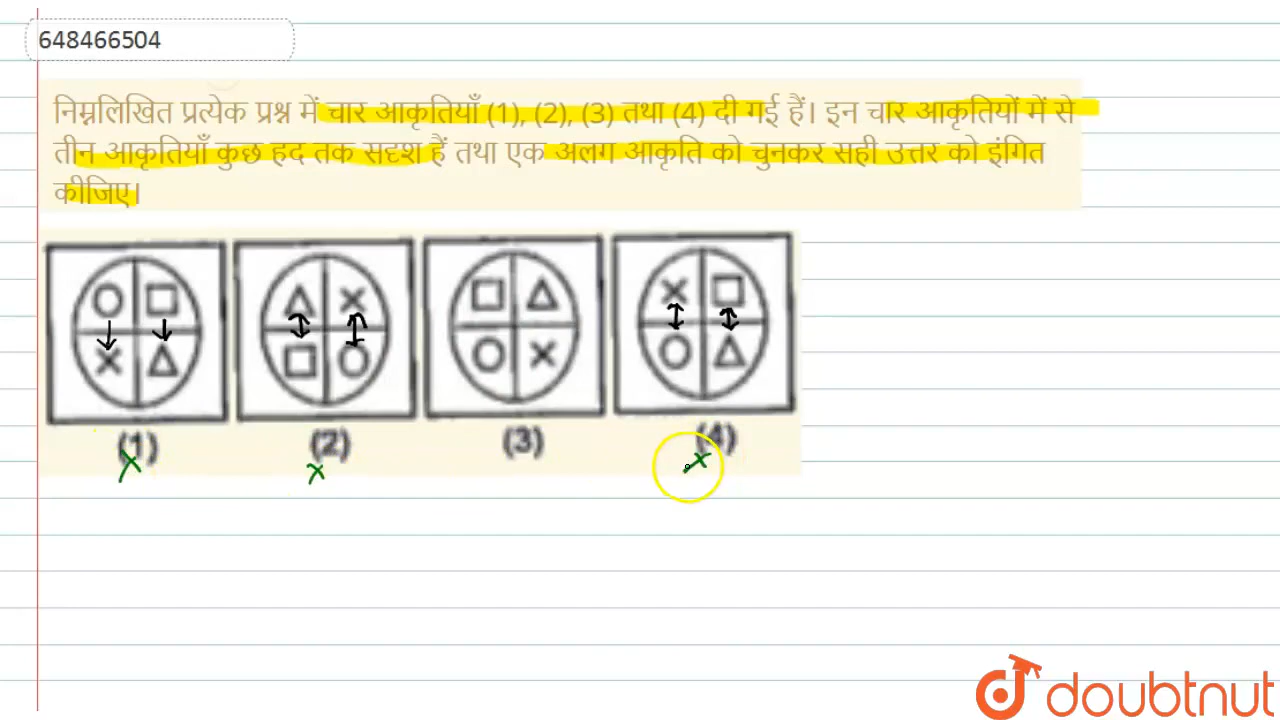 648466504
निम्नलिखित प्रत्येक प्रश्न में चार आकृतियाँ (1), (2), (3) तथा (4) दी गई हैं। इन चार आकृतियों में से
तीन आकृतियाँ कुछ हद तक सदृश हैं तथा एक अलग आकृति को चुनकर सही उत्तर को इंगित
कीजिए।
(1) (2) (3) (4)
doubtnut